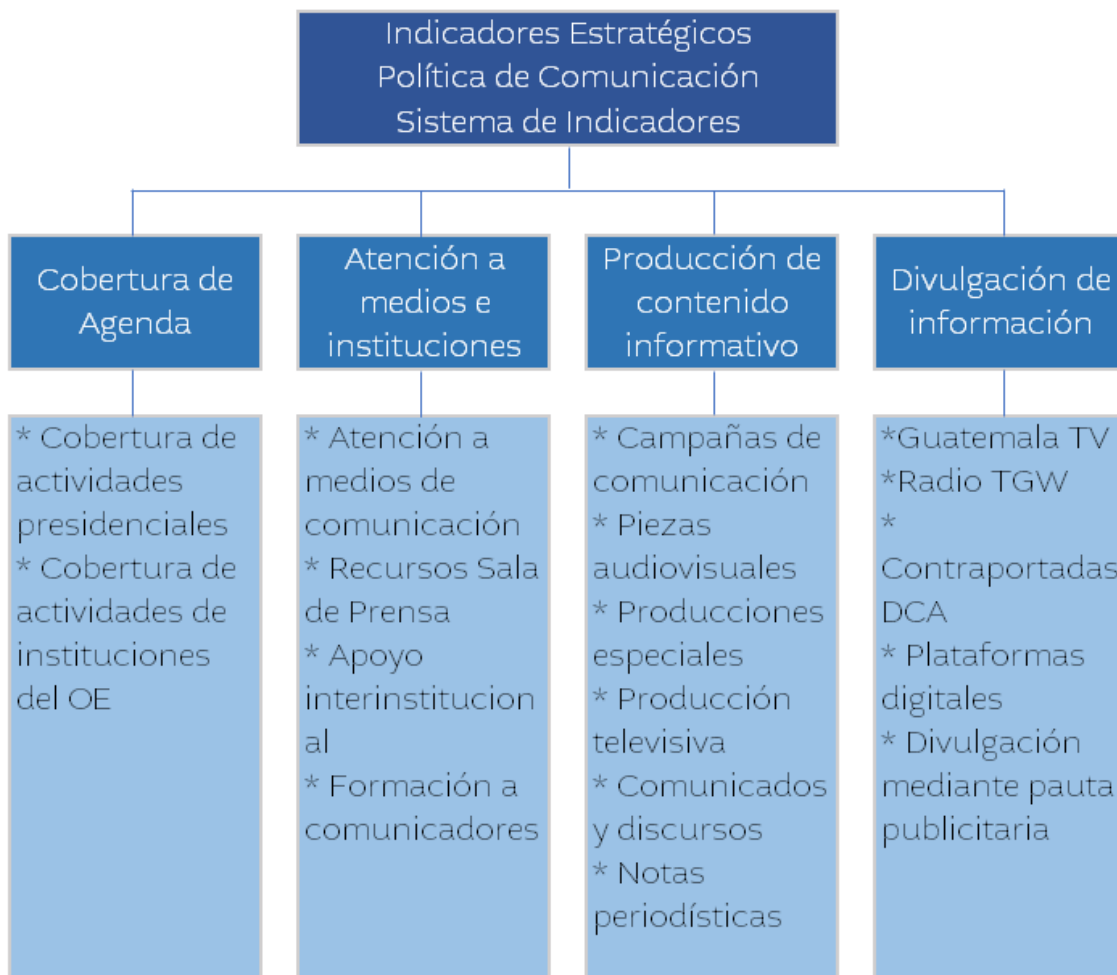 Indicadores Estratégicos
Política de Comunicación
Sistema de Indicadores
Cobertura de
Agenda
* Cobertura de
actividades
presidenciales
* Cobertura de
actividades de
instituciones
del OE
Atención a
medios e
instituciones
* Atención a
medios de
comunicación
* Recursos Sala
de Prensa
* Apoyo
interinstitucion
al
* Formación a
comunicadores
Producción de
contenido
informativo
* Campañas de
comunicación
* Piezas
audiovisuales
* Producciones
especiales
* Producción
televisiva
* Comunicados
y discursos
* Notas
periodísticas
Divulgación de
información
*Guatemala TV
*Radio TGW
*
Contraportadas
DCA
* Plataformas
digitales
* Divulgación
mediante pauta
publicitaria